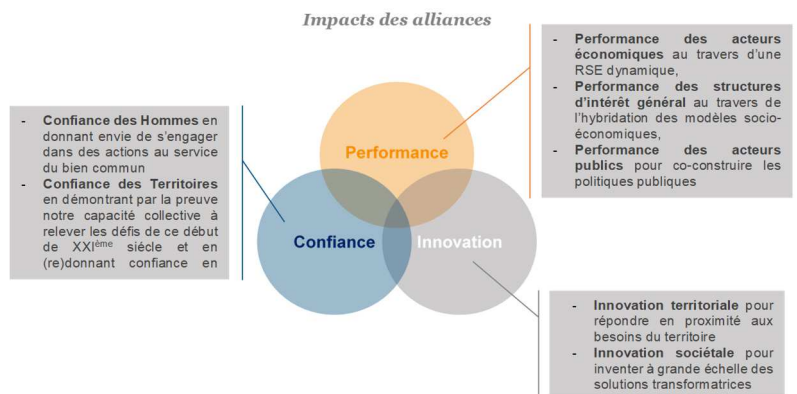 Impacts des alliances
- Performance des acteurs
économiques au travers d'une
RSE dynamique,
- Performance des structures
d'intérêt général au travers de
l'hybridation des modèles socio-
économiques,
- Performance des acteurs
publics pour co-construire les
politiques publiques
- Confiance des Hommes en
donnant envie de s'engager
dans des actions au service
du bien commun
- Confiance des Territoires
en démontrant par la preuve
notre capacité collective à
relever les défis de ce début
de XXIème siécle et en
(re)donnant confiance en
Performance
Confiance
Innovation
- Innovation territoriale pour
répondre en proximité aux
besoins du territoire
- Innovation sociétale pour
inventer à grande échelle des
solutions transformatrices